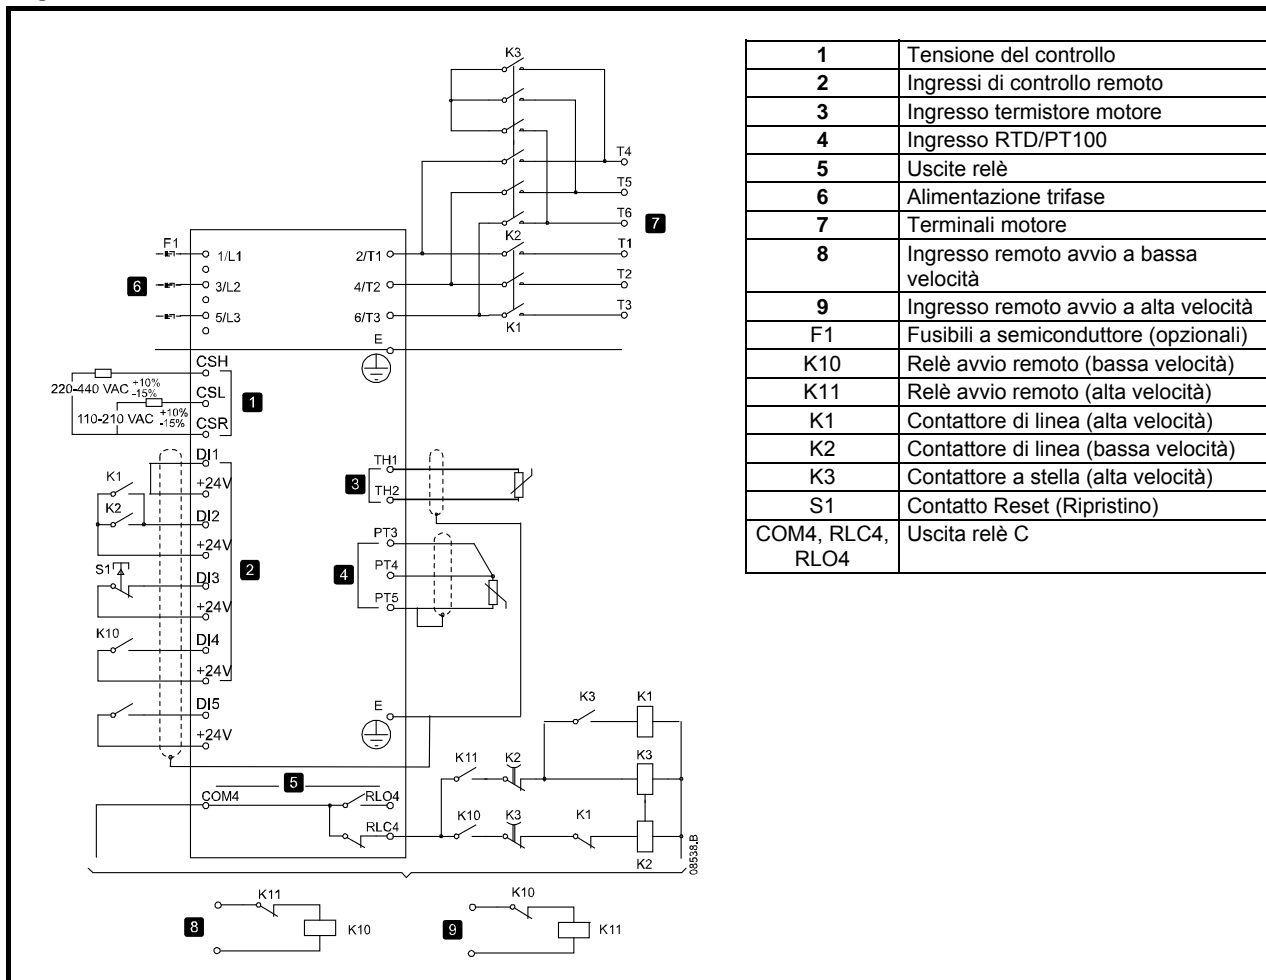 K3
T4
T5
T6
7
K2
T1
T2
T3
K1
F1
1/L1
2/T1
6
3/L2
4/T2
5/L3
6/T3
E
CSH
220-440 VAC +10% -15%
CSL
1
110-210 VAC +10% -15%
CSR
DI1
K1
+24V
K2
DI2
+24V
2
S1
DI3
+24V
K10
DI4
+24V
DI5
+24V
TH1
3
TH2
PT3
4
PT4
PT5
E
5
COM4
RLO4
RLC4
K3
K1
K11
K2
K3
K10
K3
K1
K2
08538.B
K11
8
K10
K10
9
K11
1 Tensione del controllo
2 Ingressi di controllo remoto
3 Ingresso termistore motore
4 Ingresso RTD/PT100
5 Uscite relè
6 Alimentazione trifase
7 Terminali motore
8 Ingresso remoto avvio a bassa
velocità
9 Ingresso remoto avvio a alta velocità
F1 Fusibili a semiconduttore (opzionali)
K10 Relè avvio remoto (bassa velocità)
K11 Relè avvio remoto (alta velocità)
K1 Contattore di linea (alta velocità)
K2 Contattore di linea (bassa velocità)
K3 Contattore a stella (alta velocità)
S1 Contatto Reset (Ripristino)
COM4, RLC4, Uscita relè C
RLO4